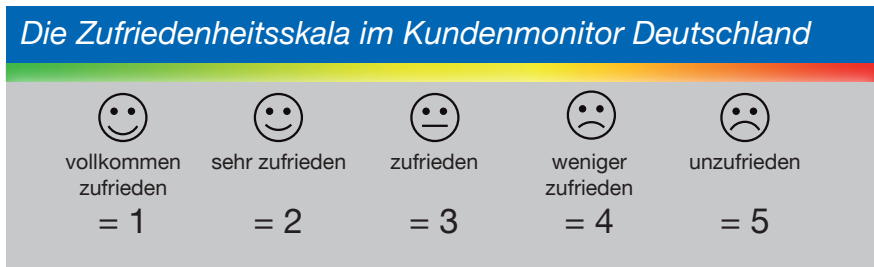 Die Zufriedenheitsskala im Kundenmonitor Deutschland
vollkommen
zufrieden
= 1
sehr zufrieden
= 2
zufrieden
= 3
weniger
zufrieden
= 4
unzufrieden
= 5